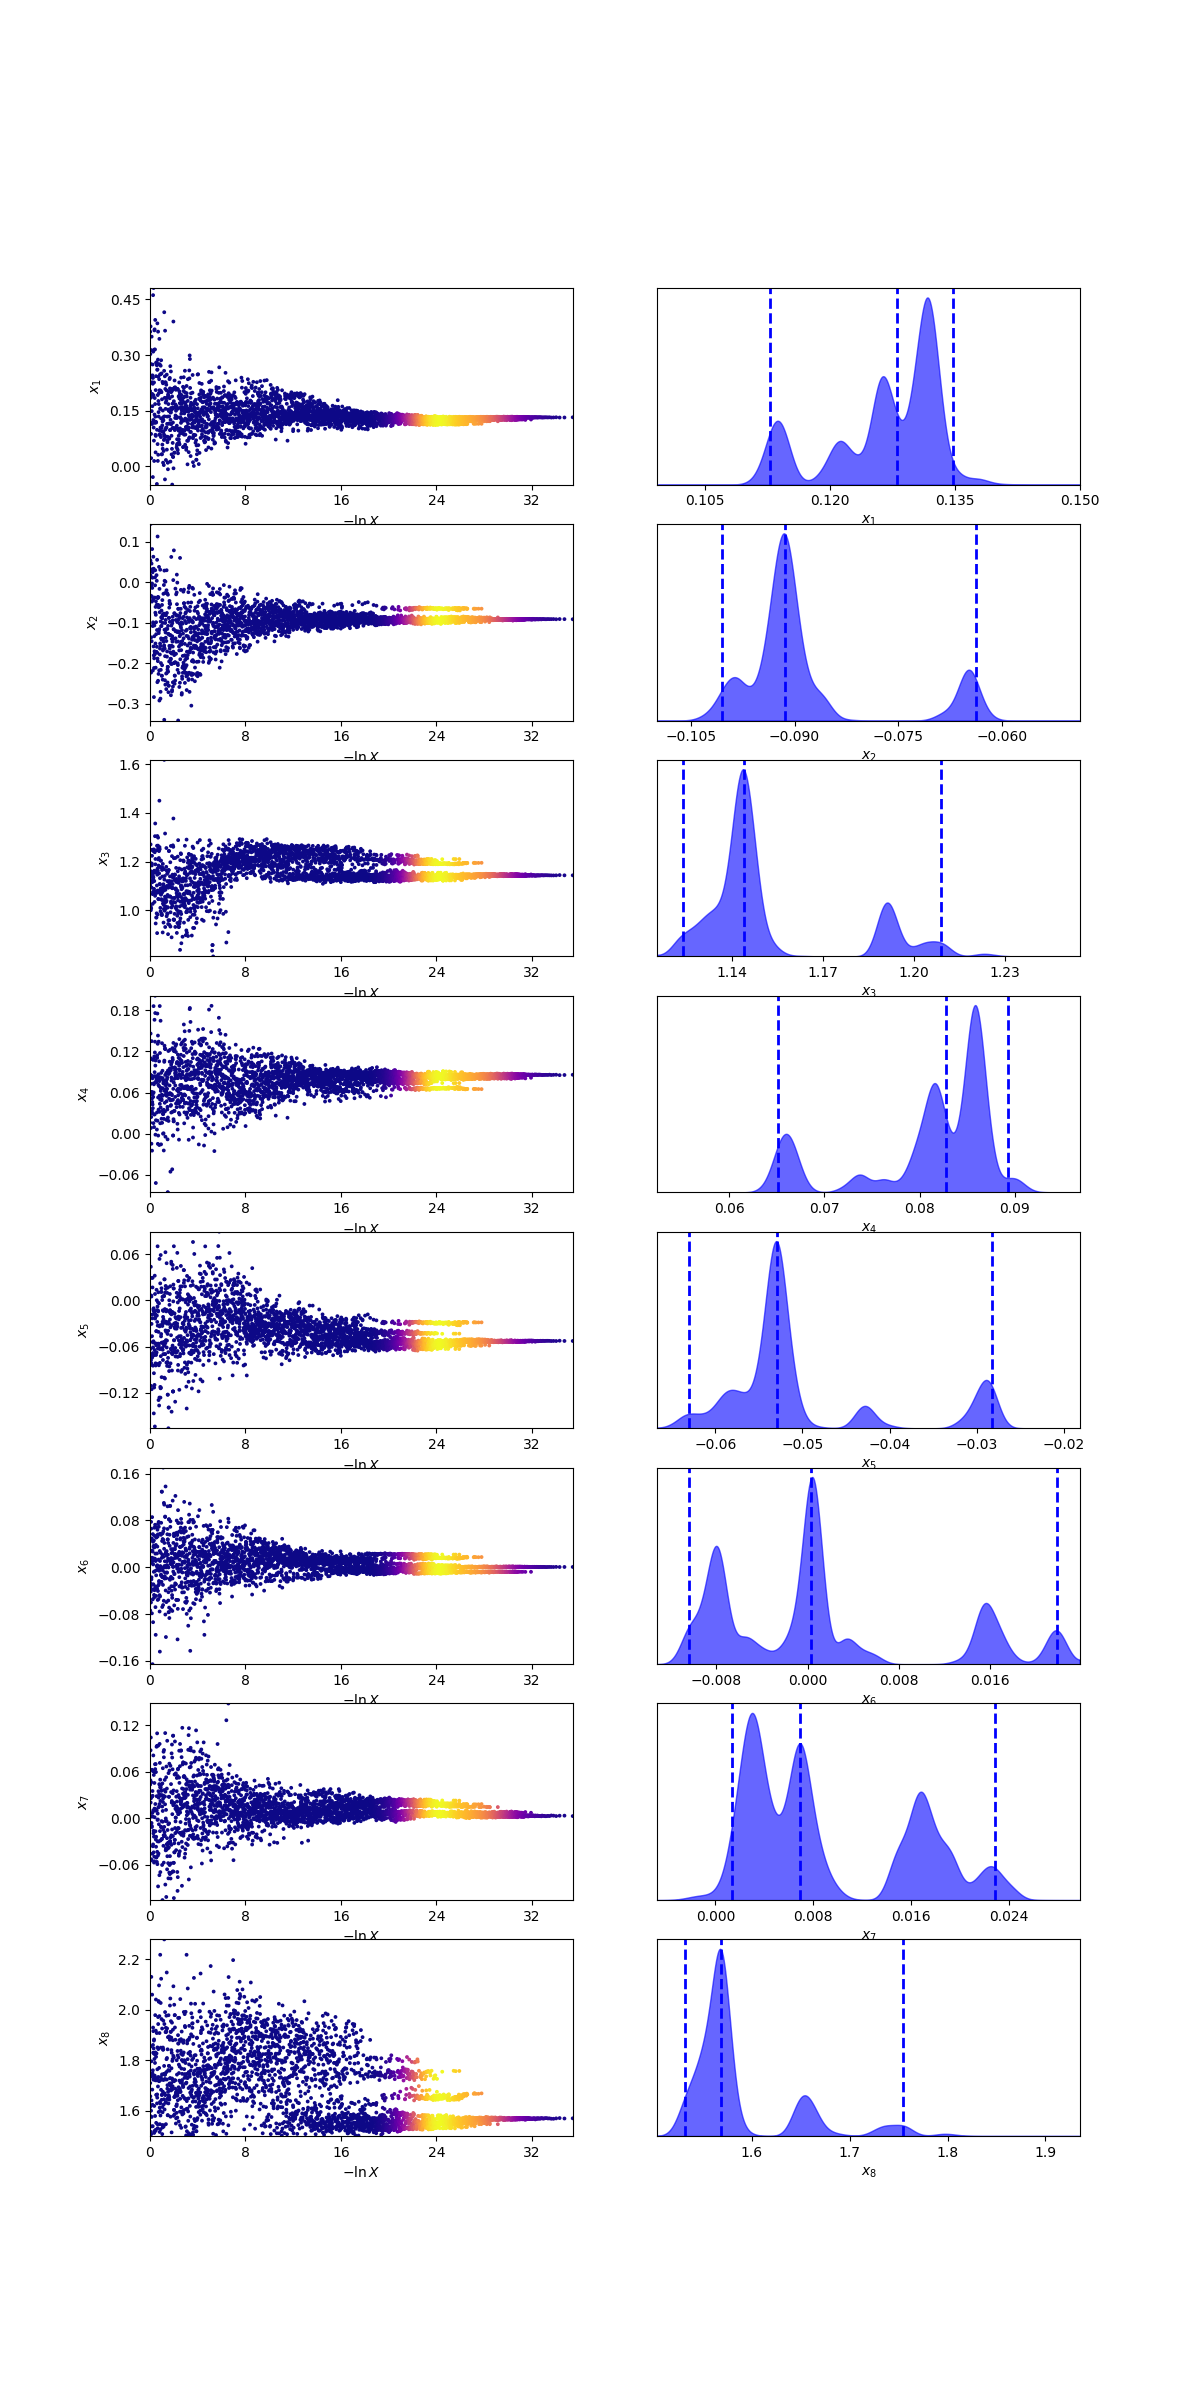 0.45
0.30
0.15
0.00
x₁
0 8 16 24 32
−ln X
0.105 0.120 0.135 0.150
x₁
0.1
0.0
−0.1
−0.2
−0.3
x₂
0 8 16 24 32
−ln X
−0.105 −0.090 −0.075 −0.060
x₂
1.6
1.4
1.2
1.0
x₃
0 8 16 24 32
−ln X
1.14 1.17 1.20 1.23
x₃
0.18
0.12
0.06
0.00
−0.06
x₄
0 8 16 24 32
−ln X
0.06 0.07 0.08 0.09
x₄
0.06
0.00
−0.06
−0.12
x₅
0 8 16 24 32
−ln X
−0.06 −0.05 −0.04 −0.03 −0.02
x₅
0.16
0.08
0.00
−0.08
−0.16
x₆
0 8 16 24 32
−ln X
−0.008 0.000 0.008 0.016
x₆
0.12
0.06
0.00
−0.06
x₇
0 8 16 24 32
−ln X
0.000 0.008 0.016 0.024
x₇
2.2
2.0
1.8
1.6
x₈
0 8 16 24 32
−ln X
1.6 1.7 1.8 1.9
x₈